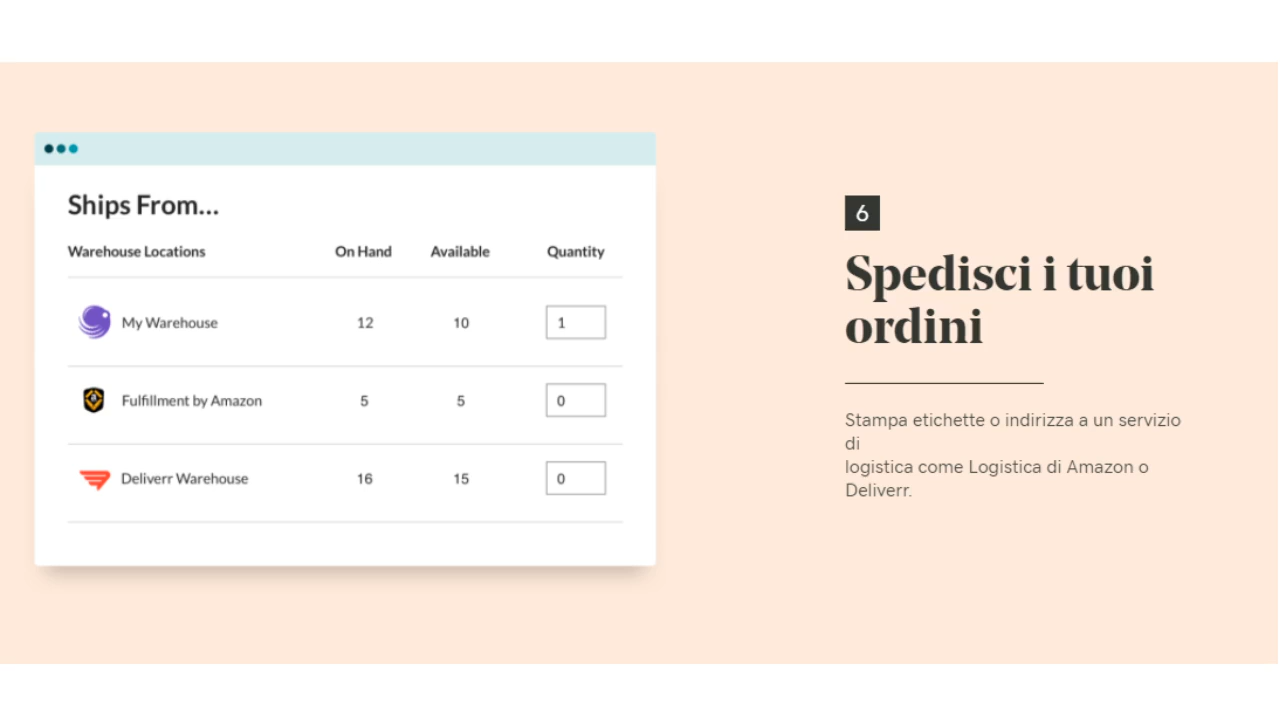 Ships From...
Warehouse Locations On Hand Available Quantity
My Warehouse 12 10 1
Fulfillment by Amazon 5 5 0
Deliverr Warehouse 16 15 0
6
Spedisci i tuoi
ordini
Stampa etichette o indirizza a un servizio
di
logistica come Logistica di Amazon o
Deliverr.